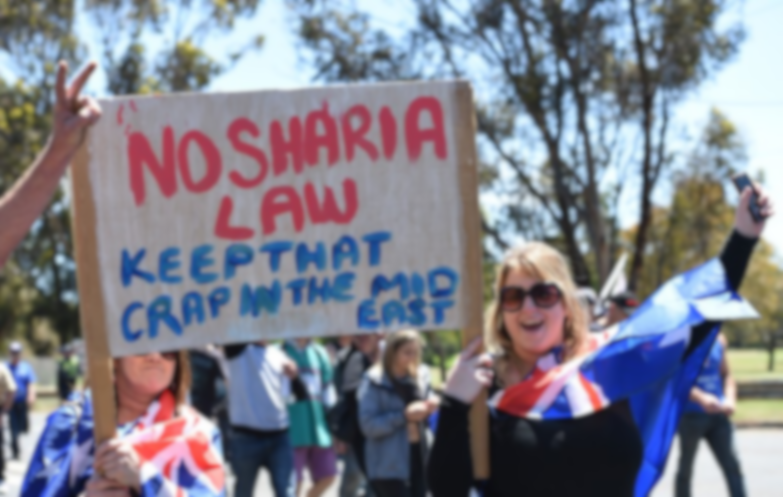 NO SHARIA
LAW
KEEP THAT
CRAP IN THE MID
EAST